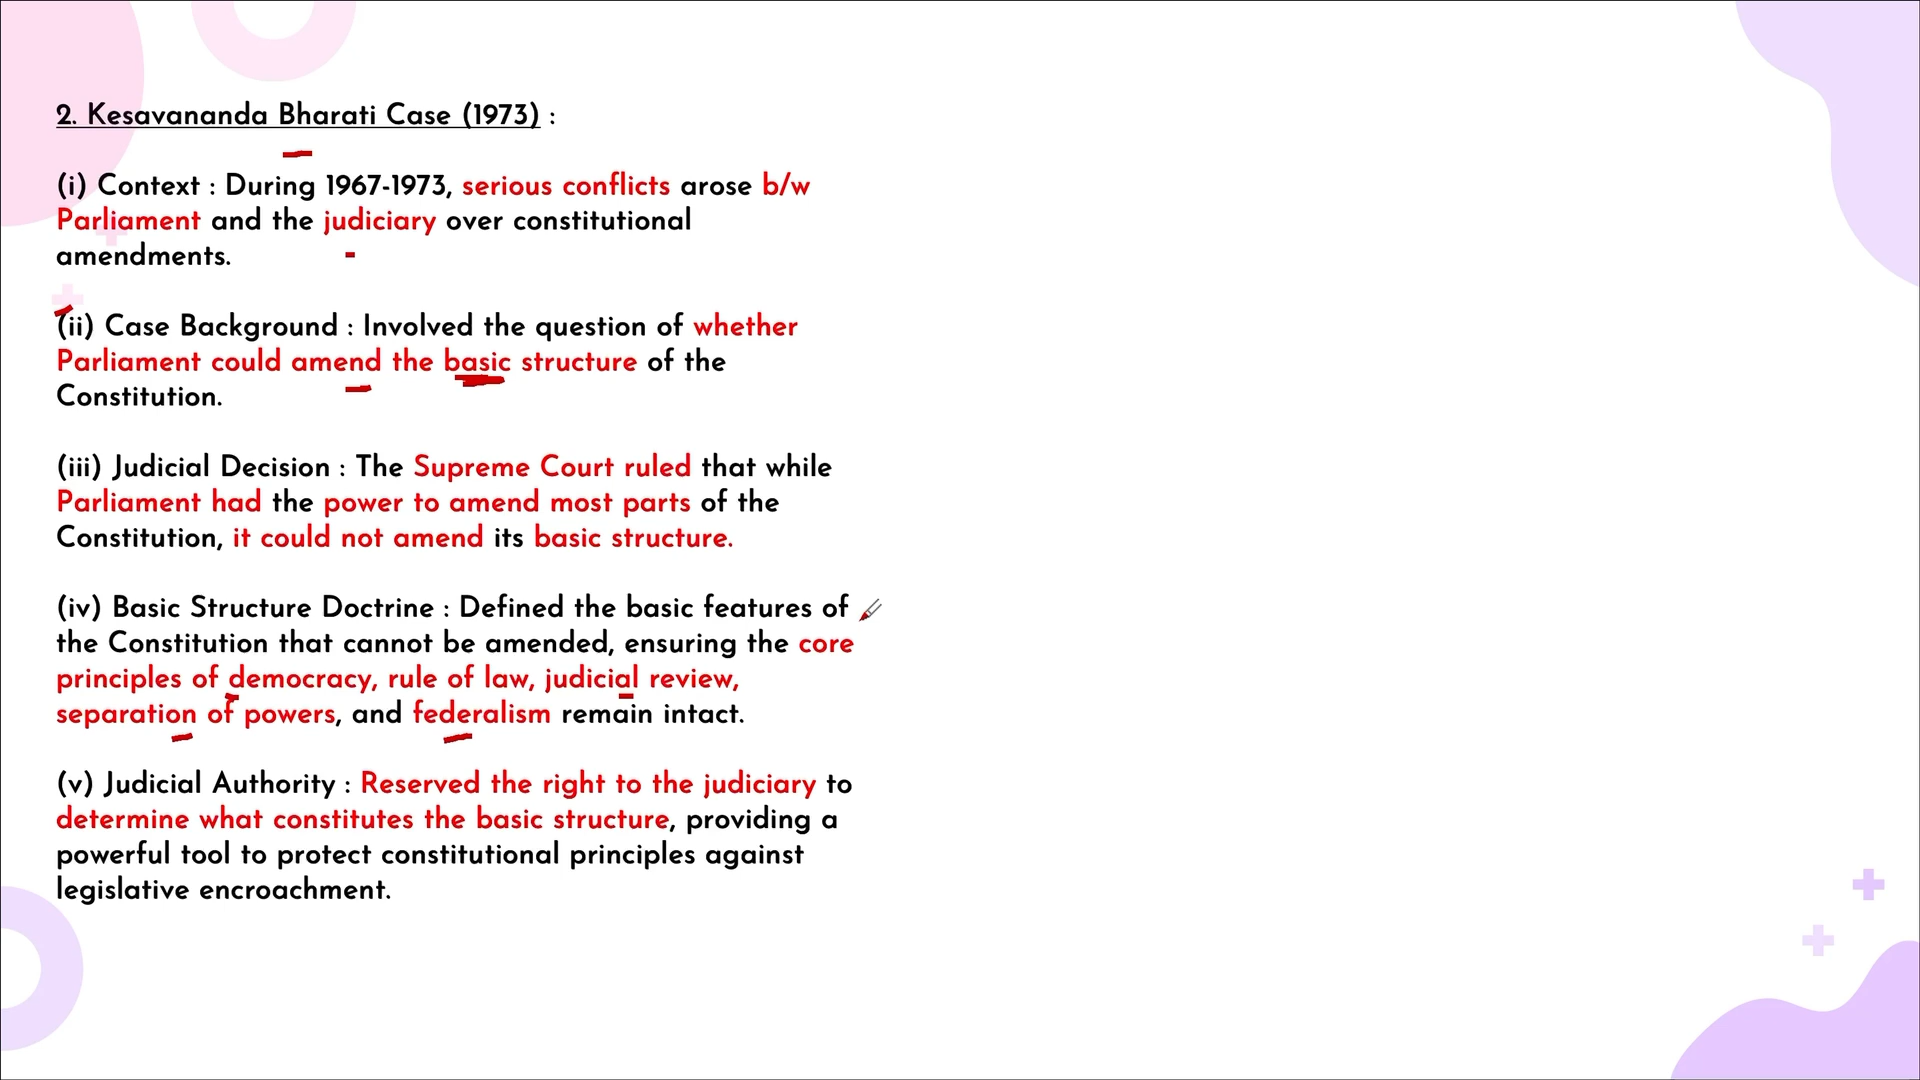 2. Kesavananda Bharati Case (1973) :
(i) Context : During 1967-1973, serious conflicts arose b/w
Parliament and the judiciary over constitutional
amendments.
(ii) Case Background : Involved the question of whether
Parliament could amend the basic structure of the
Constitution.
(iii) Judicial Decision : The Supreme Court ruled that while
Parliament had the power to amend most parts of the
Constitution, it could not amend its basic structure.
(iv) Basic Structure Doctrine : Defined the basic features of
the Constitution that cannot be amended, ensuring the core
principles of democracy, rule of law, judicial review,
separation of powers, and federalism remain intact.
(v) Judicial Authority : Reserved the right to the judiciary to
determine what constitutes the basic structure, providing a
powerful tool to protect constitutional principles against
legislative encroachment.